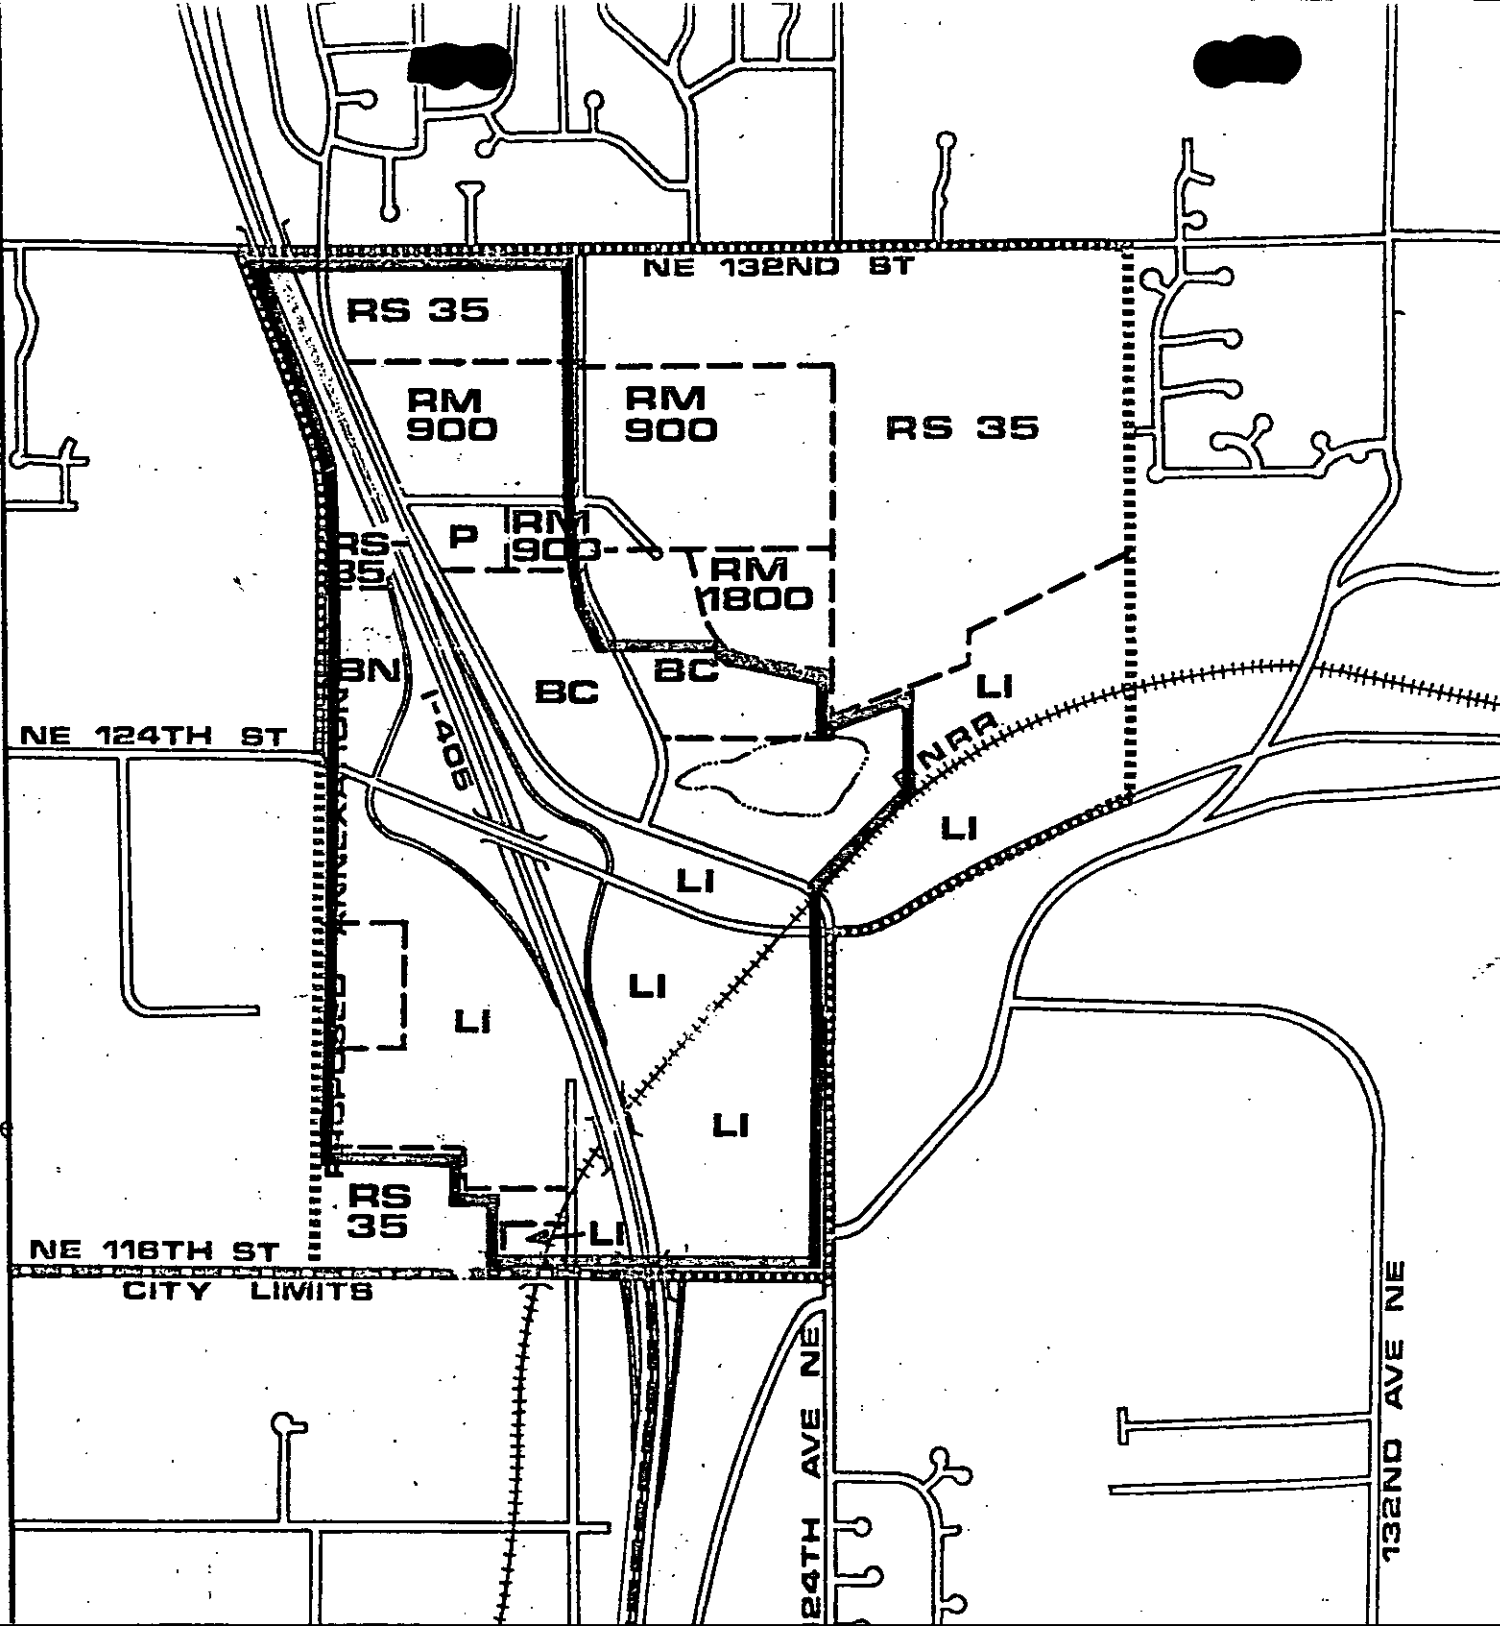 NE 132ND ST
RS 35
RM
900
RM
900
RS 35
P
RM
900
RS
35
RM
1800
BN
BC
BC
LI
I-405
NE 124TH ST
BNRR
LI
LI
LI
LI
LI
PROPOSED ANNEXATION
RS
35
LI
NE 116TH ST
CITY LIMITS
124TH AVE NE
132ND AVE NE